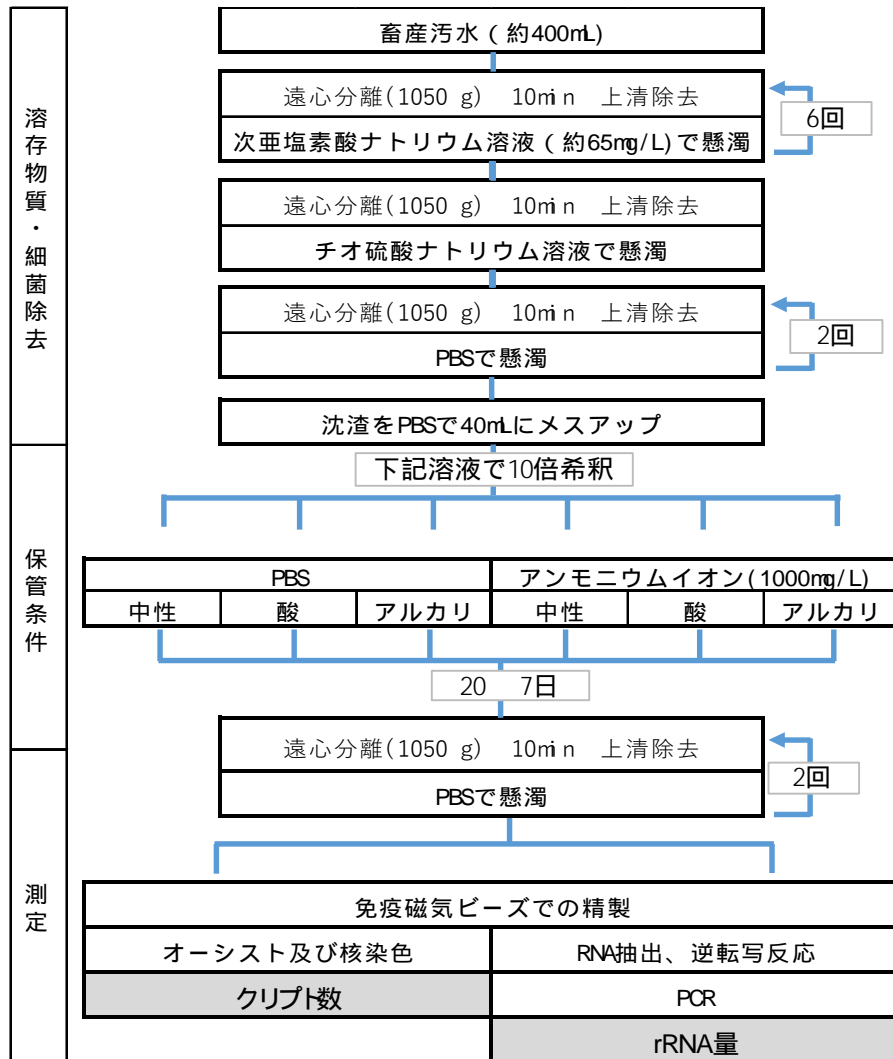 畜産汚水(約400mL)
溶存物質・細菌除去
遠心分離(1050 g) 10min 上清除去
次亜塩素酸ナトリウム溶液(約65mg/L)で懸濁
6回
遠心分離(1050 g) 10min 上清除去
チオ硫酸ナトリウム溶液で懸濁
遠心分離(1050 g) 10min 上清除去
PBSで懸濁
2回
沈渣をPBSで40mLにメスアップ
下記溶液で10倍希釈
保管条件
PBS アンモニウムイオン(1000mg/L)
中性 酸 アルカリ 中性 酸 アルカリ
20 7日
測定
遠心分離(1050 g) 10min 上清除去
PBSで懸濁
2回
免疫磁気ビーズでの精製
オーシスト及び核染色 RNA抽出、逆転写反応
クリプト数 PCR
rRNA量